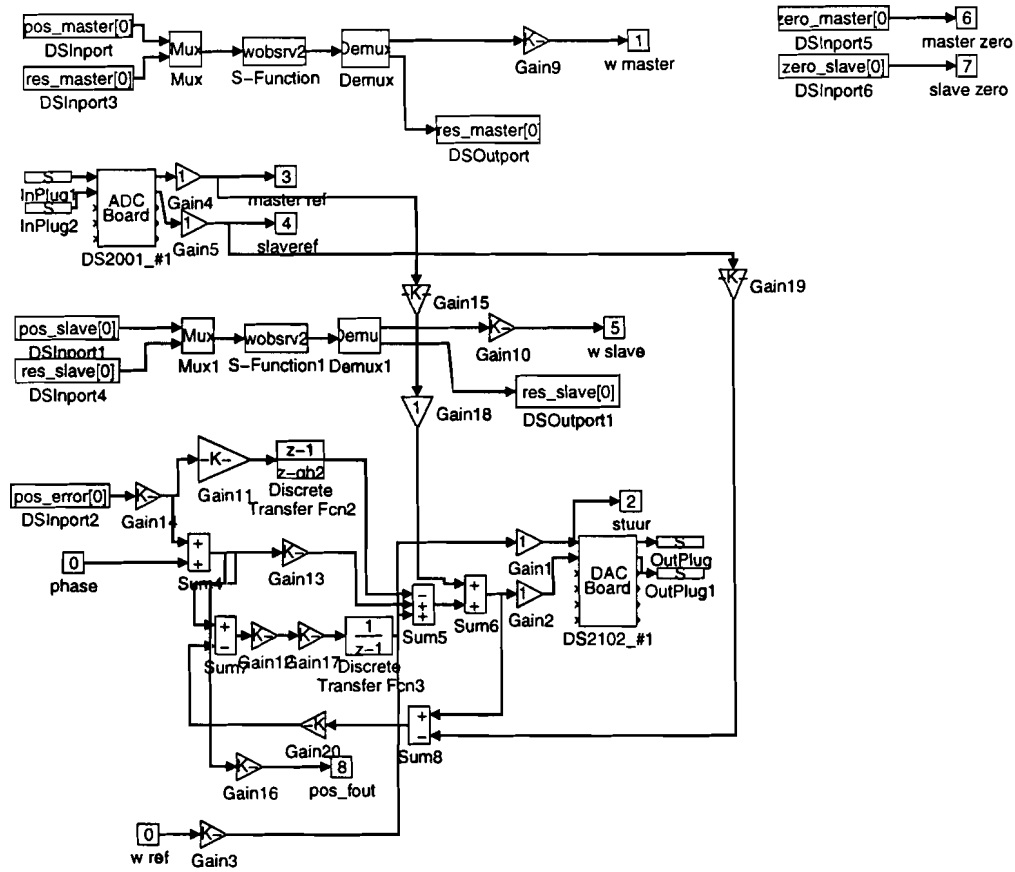 pos_master[0]
DSInport
res_master[0]
DSInport3
Mux
Mux
wobsrv2
S-Function
Demux
Demux
K-
Gain9
1
w master
res_master[0]
DSOutport
zero_master[0]
DSInport5
6
master zero
zero_slave[0]
DSInport6
7
slave zero
S
InPlug1
S
InPlug2
ADC
Board
DS2001_#1
1
Gain4
3
master ref
1
Gain5
4
slaveref
-K-
Gain15
-K-
Gain19
pos_slave[0]
DSInport1
res_slave[0]
DSInport4
Mux
Mux1
wobsrv2
S-Function1
Demux
Demux1
K-
Gain10
5
w slave
res_slave[0]
DSOutport1
1
Gain18
-K-
Gain11
z-1
z-gh2
Discrete
Transfer Fcn2
pos_error[0]
DSInport2
K-
Gain14
0
phase
+
+
Sum4
K-
Gain13
+
-
Sum7
K-
Gain12
K-
Gain17
1
z-1
Discrete
Transfer Fcn3
-
+
+
Sum5
+
+
Sum6
1
Gain1
1
Gain2
2
stuur
DAC
Board
DS2102_#1
S
OutPlug
S
OutPlug1
-K
Gain20
+
-
Sum8
K-
Gain16
8
pos_fout
0
w ref
K-
Gain3